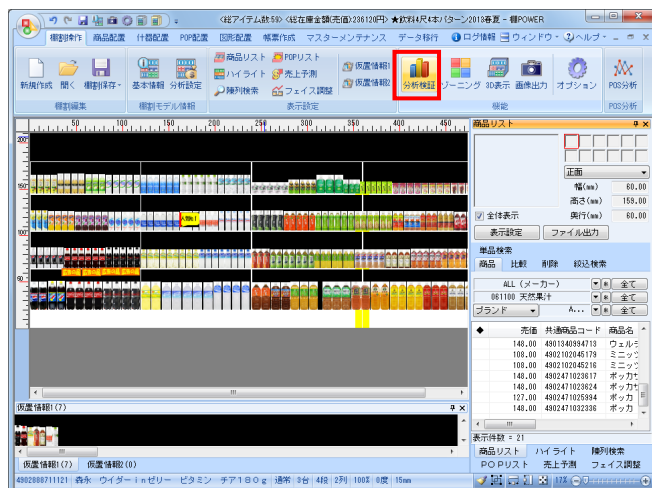 <総アイテム数:59> <総在庫金額(売価):236120円> ★飲料4尺4本パターン2013春夏 - 棚POWER
棚割操作 商品配置 什器配置 POP配置 図形配置 帳票作成 マスターメンテナンス データ移行 ログ情報 ウィンドウ ヘルプ
新規作成 開く 棚割保存 基本情報 分析設定
商品リスト POPリスト 仮置情報1
ハイライト 売上予測 仮置情報2
陳列検索 フェイス調整
分析検証 ゾーニング 3D表示 画像出力 オプション POS分析
棚割編集 棚割モデル情報 表示設定 機能 POS分析
50 100 150 200 250 300 350 400 450
200
150
100
50
商品リスト
正面
幅(mm) 60.00
高さ(mm) 159.00
全体表示 奥行(mm) 60.00
表示設定 ファイル出力
単品検索
商品 比較 削除 絞込検索
ALL (メーカー) * 全て
061100 天然果汁 * 全て
ブランド A... * 全て
◆ 売価 共通商品コード 商品名
148.00 4901340994713 ウェルチ
108.00 4902102045179 ミニッツ
108.00 4902102045216 ミニッツ
148.00 4902471023617 ポッカサ
148.00 4902471023624 ポッカサ
127.00 4902471025994 ポッカ
148.00 4902471032336 ポッカ
表示件数 = 21
商品リスト ハイライト 陳列検索
POPリスト 売上予測 フェイス調整
仮置情報1(7)
仮置情報1(7) 仮置情報2(0)
4902888711121 森永 ウイダーinゼリー ビタミン チア180g 通常 3台 4段 2列 100% 0度 15mm 17%